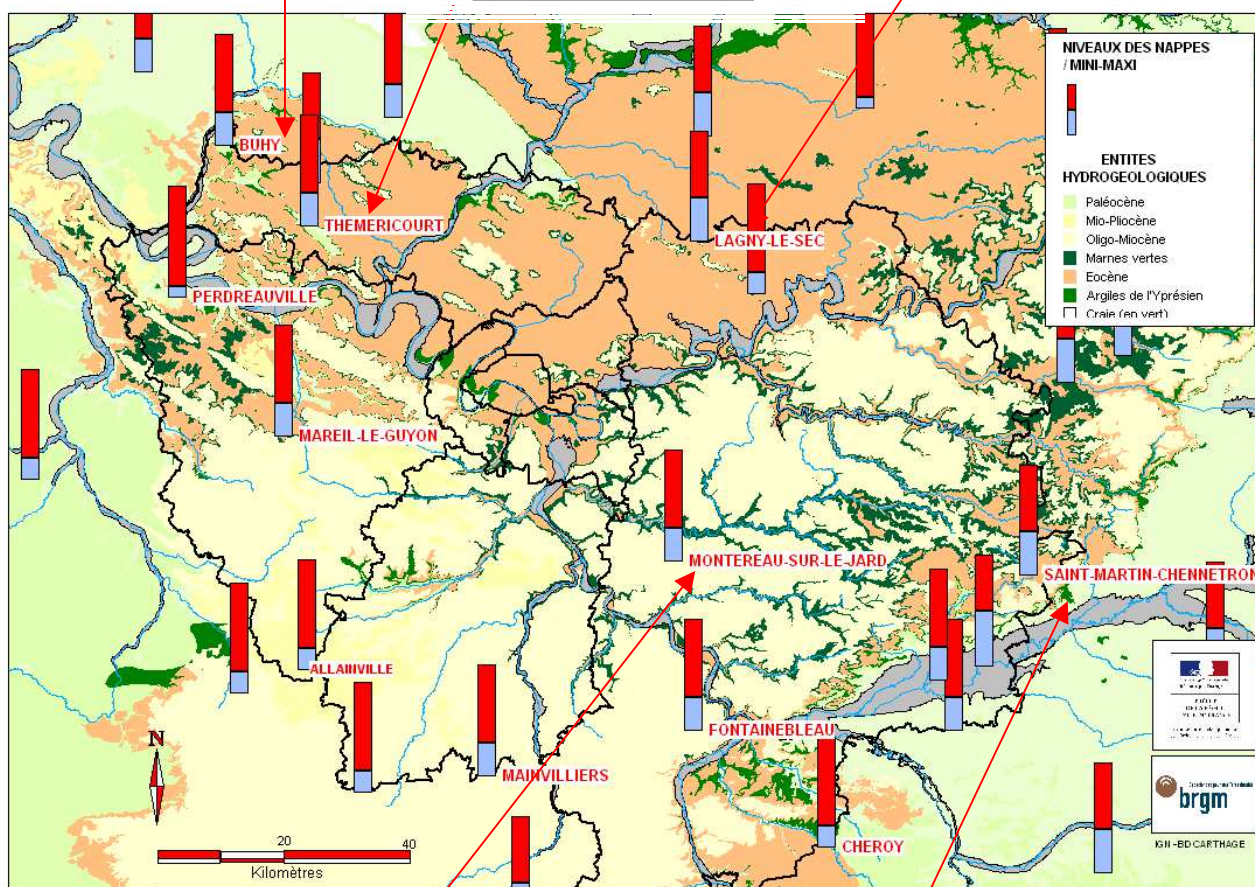 NIVEAUX DES NAPPES
/ MINI-MAXI
ENTITES
HYDROGEOLOGIQUES
Paléocène
Mio-Pliocène
Oligo-Miocène
Marnes vertes
Eocène
Argiles de l'Yprésien
Craie (en vert)
BUHY
THEMERICOURT
LAGNY-LE-SEC
PERDREAUVILLE
MAREIL-LE-GUYON
MONTEREAU-SUR-LE-JARD
SAINT-MARTIN-CHENNETRON
ALLAINVILLE
FONTAINEBLEAU
MAINVILLIERS
CHEROY
N
20
40
Kilomètres
brgm
IGN -BD CARTHAGE